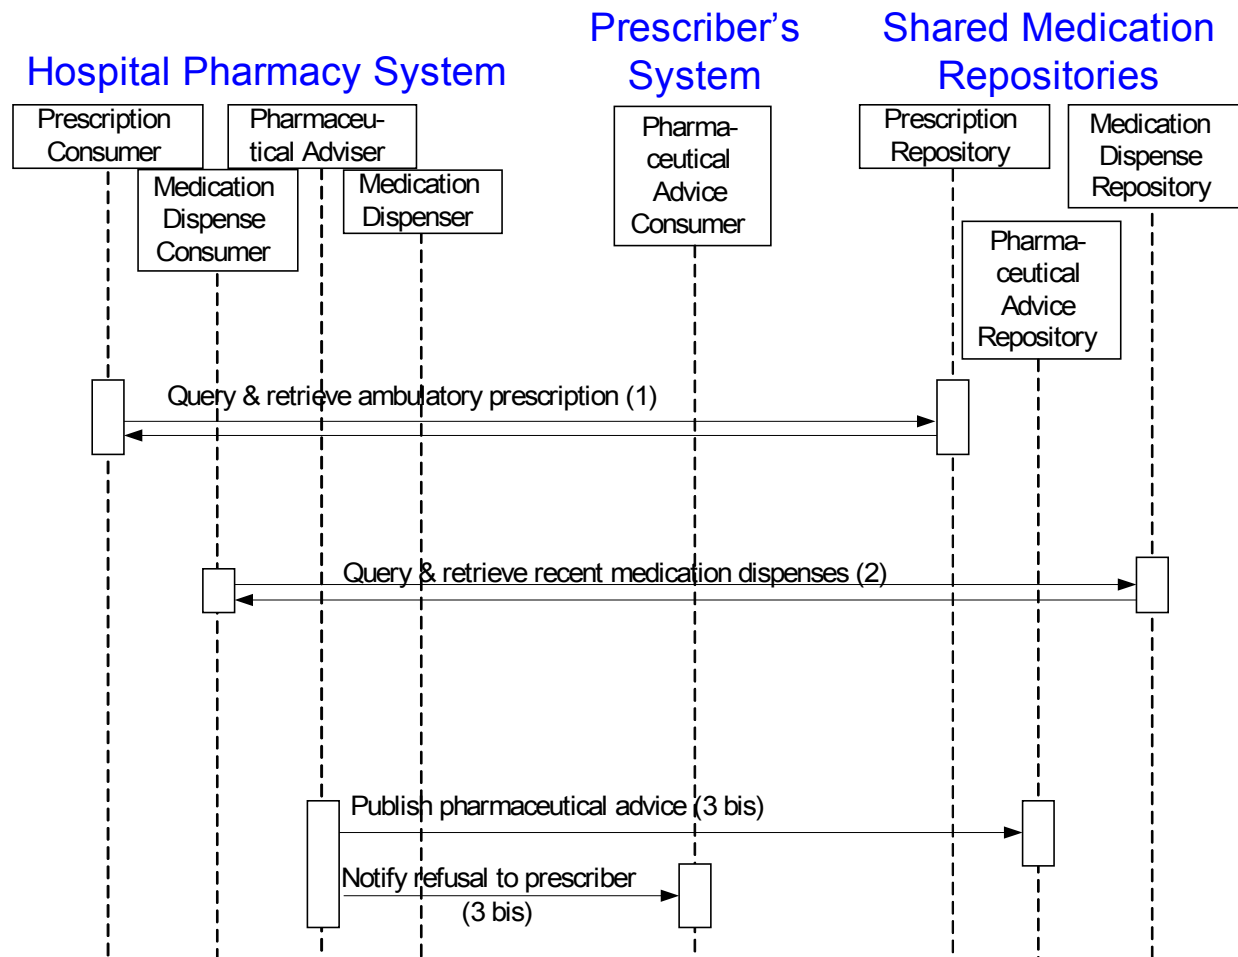 Hospital Pharmacy System
Prescriber's
System
Shared Medication
Repositories
Prescription
Consumer
Medication
Dispense
Consumer
Pharmaceu-
tical Adviser
Medication
Dispenser
Pharma-
ceutical
Advice
Consumer
Prescription
Repository
Pharma-
ceutical
Advice
Repository
Medication
Dispense
Repository
Query & retrieve ambulatory prescription (1)
Query & retrieve recent medication dispenses (2)
Publish pharmaceutical advice (3 bis)
Notify refusal to prescriber
(3 bis)